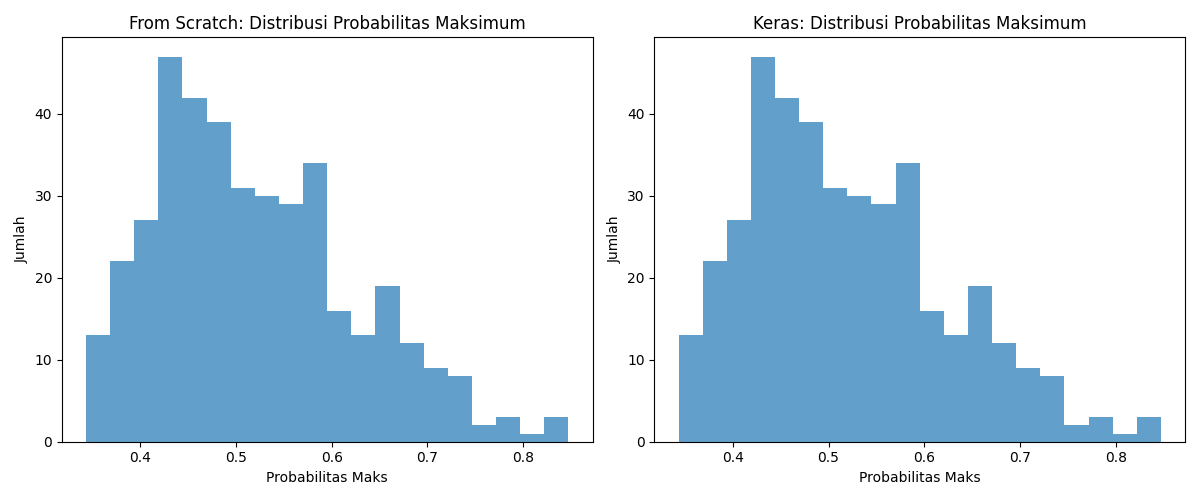 From Scratch: Distribusi Probabilitas Maksimum
Jumlah
40
30
20
10
0
0.4 0.5 0.6 0.7 0.8
Probabilitas Maks
Keras: Distribusi Probabilitas Maksimum
Jumlah
40
30
20
10
0
0.4 0.5 0.6 0.7 0.8
Probabilitas Maks